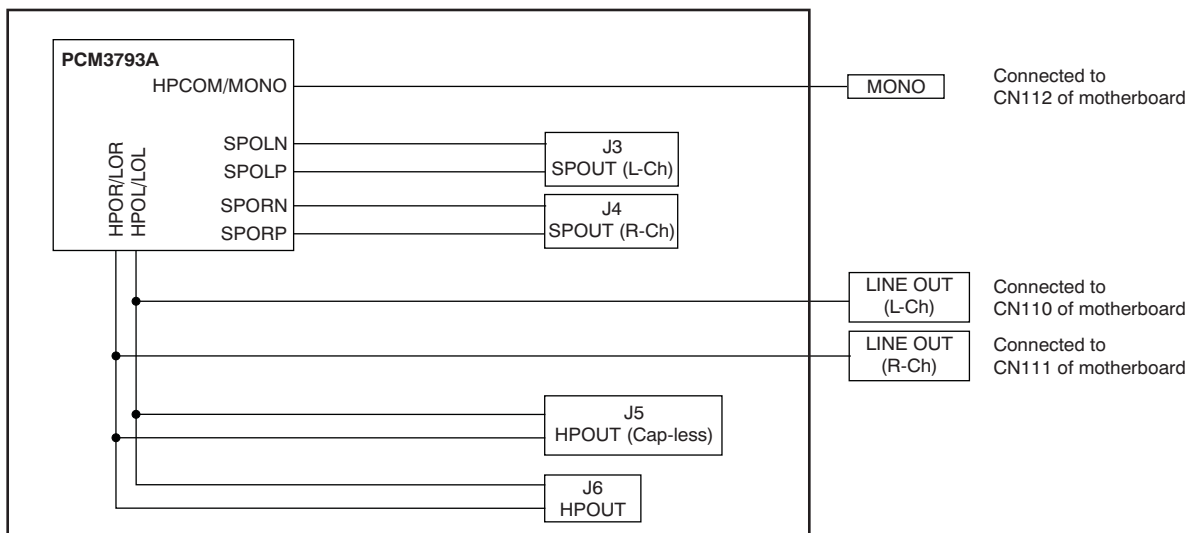 PCM3793A
HPCOM/MONO
MONO
Connected to
CN112 of motherboard
HPOR/LOR
HPOL/LOL
SPOLN
SPOLP
J3
SPOUT (L-Ch)
SPORN
SPORP
J4
SPOUT (R-Ch)
LINE OUT
(L-Ch)
Connected to
CN110 of motherboard
LINE OUT
(R-Ch)
Connected to
CN111 of motherboard
J5
HPOUT (Cap-less)
J6
HPOUT